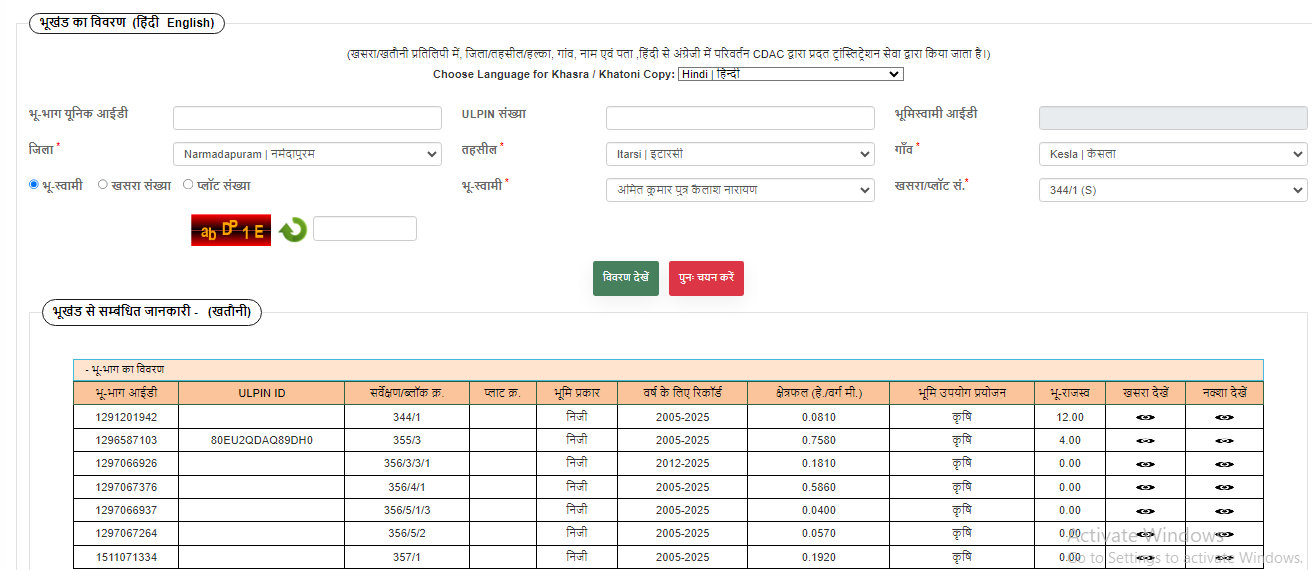 भूखंड का विवरण (हिंदी English)
(खसरा/खतौनी प्रतिलिपी में, जिला/तहसील/हल्का, गांव, नाम एवं पता ,हिंदी से अंग्रेजी में परिवर्तन CDAC द्वारा प्रदत ट्रांस्लिट्रेशन सेवा द्वारा किया जाता है।)
Choose Language for Khasra / Khatoni Copy: Hindi | हिन्दी
भू-भाग यूनिक आईडी ULPIN संख्या भूमिस्वामी आईडी
जिला * Narmadapuram | नर्मदापुरम तहसील * Itarsi | इटारसी गाँव * Kesla | केसला
भू-स्वामी खसरा संख्या प्लॉट संख्या भू-स्वामी * अमित कुमार पुत्र कैलाश नारायण खसरा/प्लॉट सं.* 344/1 (S)
ab DP 1 E
विवरण देखें पुनः चयन करें
भूखंड से सम्बंधित जानकारी - (खतौनी)
- भू-भाग का विवरण
भू-भाग आईडी ULPIN ID सर्वेक्षण/ब्लॉक क्र. प्लाट क्र. भूमि प्रकार वर्ष के लिए रिकॉर्ड क्षेत्रफल (हे./वर्ग मी.) भूमि उपयोग प्रयोजन भू-राजस्व खसरा देखें नक्शा देखें
1291201942 344/1 निजी 2005-2025 0.0810 कृषि 12.00
1296587103 80EU2QDAQ89DH0 355/3 निजी 2005-2025 0.7580 कृषि 4.00
1297066926 356/3/3/1 निजी 2012-2025 0.1810 कृषि 0.00
1297067376 356/4/1 निजी 2005-2025 0.5860 कृषि 0.00
1297066937 356/5/1/3 निजी 2005-2025 0.0400 कृषि 0.00
1297067264 356/5/2 निजी 2005-2025 0.0570 कृषि 0.00
Activate Windows
1511071334 357/1 निजी 2005-2025 0.1920 कृषि 0.00
Go to Settings to activate Windows.